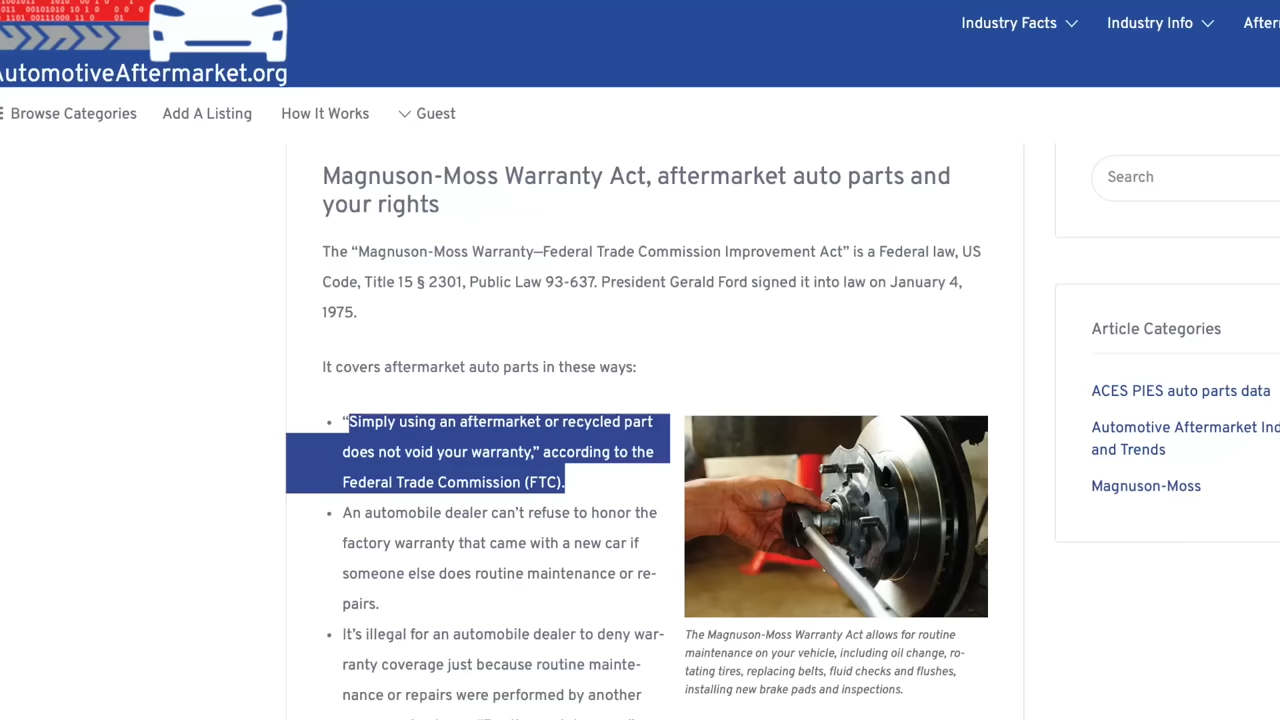 AutomotiveAftermarket.org
Industry Facts
Industry Info
After
Browse Categories
Add A Listing
How It Works
Guest
Magnuson-Moss Warranty Act, aftermarket auto parts and
your rights
The “Magnuson-Moss Warranty—Federal Trade Commission Improvement Act” is a Federal law, US
Code, Title 15 § 2301, Public Law 93-637. President Gerald Ford signed it into law on January 4,
1975.
It covers aftermarket auto parts in these ways:
• “Simply using an aftermarket or recycled part
does not void your warranty,” according to the
Federal Trade Commission (FTC).
• An automobile dealer can’t refuse to honor the
factory warranty that came with a new car if
someone else does routine maintenance or re-
pairs.
• It’s illegal for an automobile dealer to deny war-
ranty coverage just because routine mainte-
nance or repairs were performed by another
The Magnuson-Moss Warranty Act allows for routine
maintenance on your vehicle, including oil change, ro-
tating tires, replacing belts, fluid checks and flushes,
installing new brake pads and inspections.
Search
Article Categories
ACES PIES auto parts data
Automotive Aftermarket Ind
and Trends
Magnuson-Moss